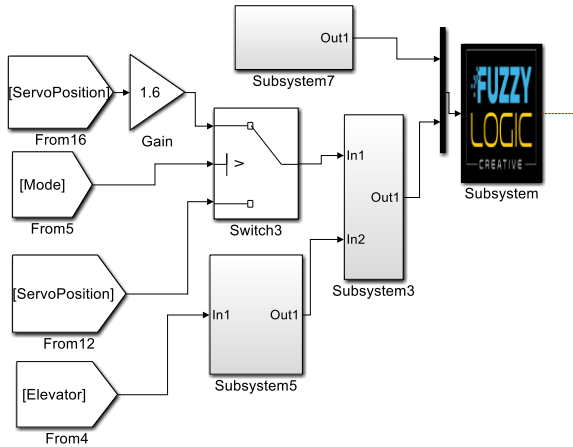 Out1
Subsystem7
[ServoPosition]
From16
1.6
Gain
FUZZY
LOGIC
CREATIVE
Subsystem
[Mode]
From5
>
Switch3
In1
Out1
In2
Subsystem3
[ServoPosition]
From12
In1
Out1
Subsystem5
[Elevator]
From4